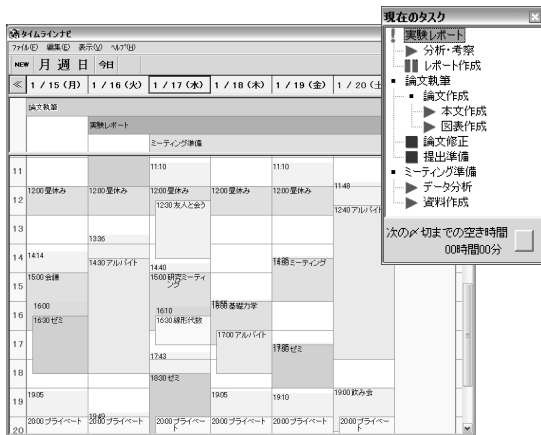 タイムラインナビ
ファイル(F) 編集(E) 表示(V) ヘルプ(H)
NEW 月 週 日 今日
≪ 1 / 15 (月) 1 / 16 (火) 1 / 17 (水) 1 / 18 (木) 1 / 19 (金) 1 / 20 (土
論文執筆
実験レポート
ミーティング準備
11 11:10 11:10
12:00 昼休み 12:00 昼休み 12:00 昼休み 12:00 昼休み 12:00 昼休み 11:48
12 12:30 友人と会う 12:40 アルバイト
13 13:36
14 14:14 14:30 アルバイト 14:40 14:30 ミーティング
15 15:00 会議 15:00 研究ミーティ
ング
16:00 16:10 基礎力学
16 16:30 ゼミ 16:30 線形代数
17:00 アルバイト
17 17:43 ゼミ
18 18:30 ゼミ
19 19:05 19:05 19:10 19:00 飲み会
20 20:00 プライベート 20:00 プライベート 20:00 プライベー
ト 20:00 プライベート 20:00 プライベート 20:00 プライベー
ト
現在のタスク
実験レポート
分析・考察
レポート作成
論文執筆
論文作成
本文作成
図表作成
論文修正
提出準備
ミーティング準備
データ分析
資料作成
次の〆切までの空き時間
00時間00分